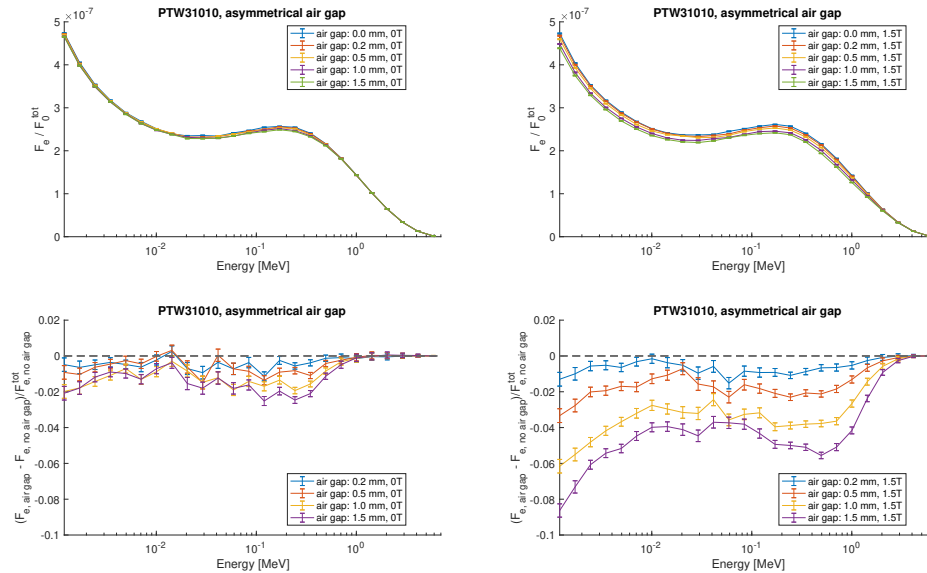 PTW31010, asymmetrical air gap
×10⁻⁷
5
4
3
2
1
0
F_e / F_0^tot
10⁻² 10⁻¹ 10⁰
Energy [MeV]
air gap: 0.0 mm, 0T
air gap: 0.2 mm, 0T
air gap: 0.5 mm, 0T
air gap: 1.0 mm, 0T
air gap: 1.5 mm, 0T
PTW31010, asymmetrical air gap
×10⁻⁷
5
4
3
2
1
0
F_e / F_0^tot
10⁻² 10⁻¹ 10⁰
Energy [MeV]
air gap: 0.0 mm, 1.5T
air gap: 0.2 mm, 1.5T
air gap: 0.5 mm, 1.5T
air gap: 1.0 mm, 1.5T
air gap: 1.5 mm, 1.5T
PTW31010, asymmetrical air gap
0.02
0
-0.02
-0.04
-0.06
-0.08
-0.1
(F_e, air gap - F_e, no air gap)/F_e, no air gap^tot
10⁻² 10⁻¹ 10⁰
Energy [MeV]
air gap: 0.2 mm, 0T
air gap: 0.5 mm, 0T
air gap: 1.0 mm, 0T
air gap: 1.5 mm, 0T
PTW31010, asymmetrical air gap
0.02
0
-0.02
-0.04
-0.06
-0.08
-0.1
(F_e, air gap - F_e, no air gap)/F_e, no air gap^tot
10⁻² 10⁻¹ 10⁰
Energy [MeV]
air gap: 0.2 mm, 1.5T
air gap: 0.5 mm, 1.5T
air gap: 1.0 mm, 1.5T
air gap: 1.5 mm, 1.5T